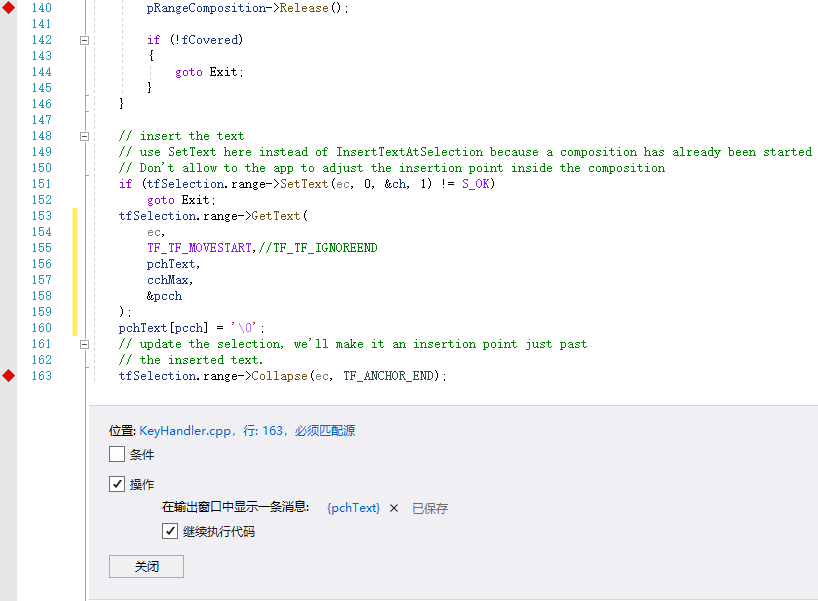 140 pRangeComposition->Release();
141
142 if (!fCovered)
143 {
144 goto Exit;
145 }
146 }
147
148 // insert the text
149 // use SetText here instead of InsertTextAtSelection because a composition has already been started
150 // Don't allow to the app to adjust the insertion point inside the composition
151 if (tfSelection.range->SetText(ec, 0, &ch, 1) != S_OK)
152 goto Exit;
153 tfSelection.range->GetText(
154 ec,
155 TF_TF_MOVESTART,//TF_TF_IGNOREEND
156 pchText,
157 cchMax,
158 &pcch
159 );
160 pchText[pcch] = '\0';
161 // update the selection, we'll make it an insertion point just past
162 // the inserted text.
163 tfSelection.range->Collapse(ec, TF_ANCHOR_END);
位置: KeyHandler.cpp，行: 163，必须匹配源
条件
操作
在输出窗口中显示一条消息: {pchText} × 已保存
继续执行代码
关闭